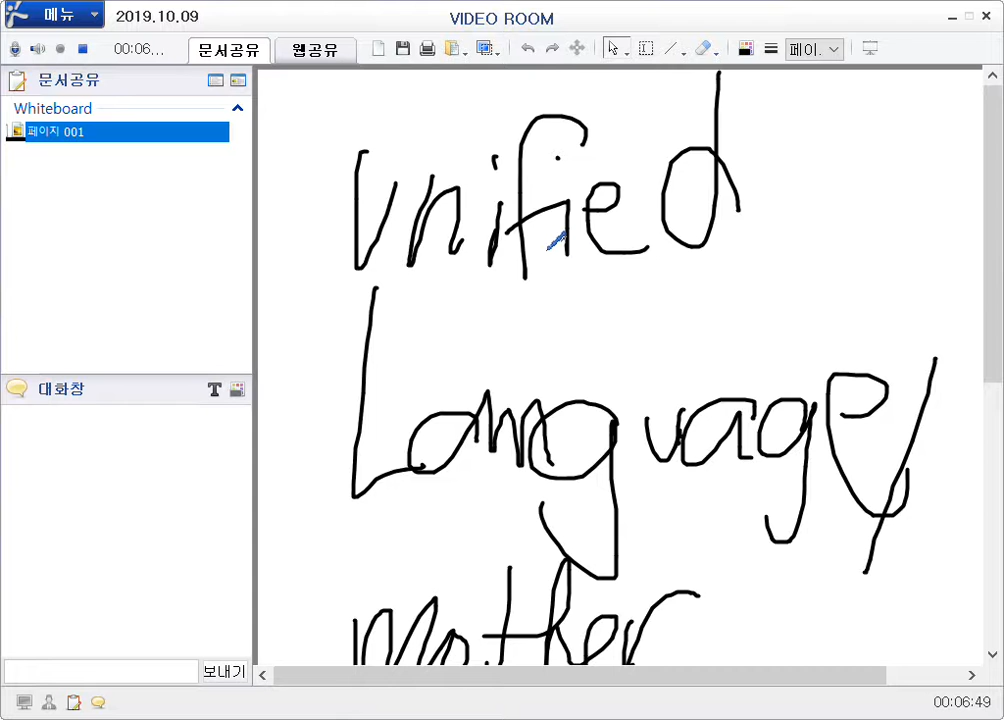 메뉴 2019.10.09 VIDEO ROOM
00:06... 문서공유 웹공유 페이.
문서공유
Whiteboard
페이지 001
unified
Language/
mother
대화창
보내기
00:06:49